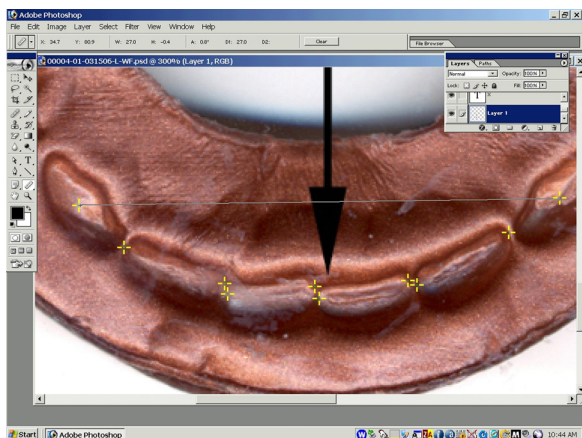 Adobe Photoshop
File Edit Image Layer Select Filter View Window Help
X: 34.7 Y: 80.9 W: 27.0 H: -0.4 A: 0.8° D1: 27.0 D2: Clear File Browser
00004-01-031506-L-WF.psd @ 300% (Layer 1, RGB)
Layers Paths
Normal Opacity: 100%
Lock: Fill: 100%
T
Layer 1
Start Adobe Photoshop 10:44 AM